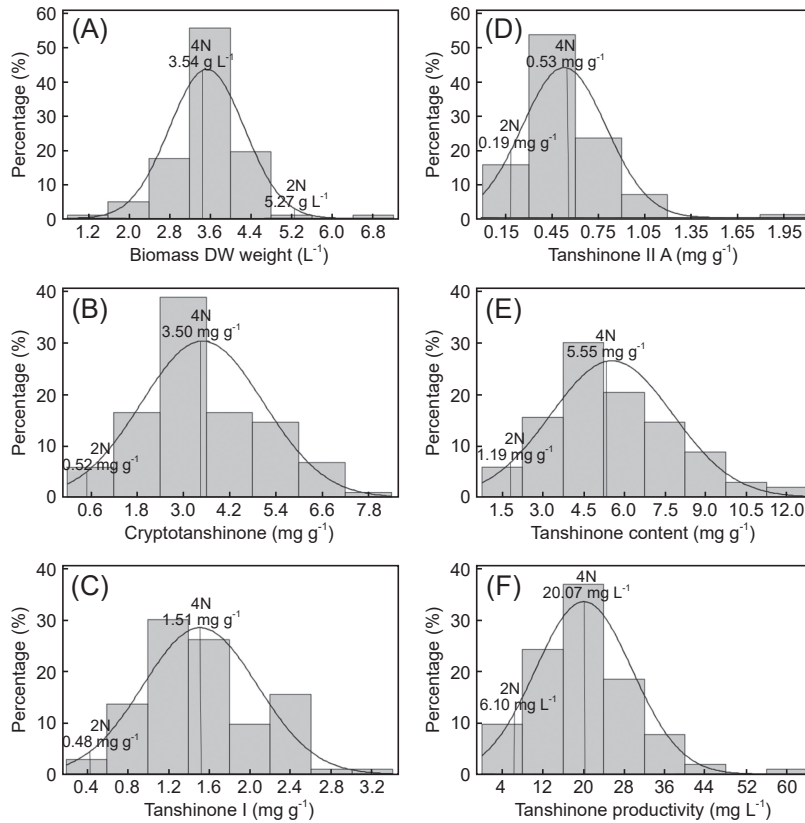 (A)
Percentage (%)
60
50
40
30
20
10
0
4N
3.54 g L-1
2N
5.27 g L-1
1.2 2.0 2.8 3.6 4.4 5.2 6.0 6.8
Biomass DW weight (L-1)
(D)
Percentage (%)
60
50
40
30
20
10
0
4N
0.53 mg g-1
2N
0.19 mg g-1
0.15 0.45 0.75 1.05 1.35 1.65 1.95
Tanshinone II A (mg g-1)
(B)
Percentage (%)
40
30
20
10
0
4N
3.50 mg g-1
2N
0.52 mg g-1
0.6 1.8 3.0 4.2 5.4 6.6 7.8
Cryptotanshinone (mg g-1)
(E)
Percentage (%)
40
30
20
10
0
4N
5.55 mg g-1
2N
1.19 mg g-1
1.5 3.0 4.5 6.0 7.5 9.0 10.5 12.0
Tanshinone content (mg g-1)
(C)
Percentage (%)
40
30
20
10
0
4N
1.51 mg g-1
2N
0.48 mg g-1
0.4 0.8 1.2 1.6 2.0 2.4 2.8 3.2
Tanshinone I (mg g-1)
(F)
Percentage (%)
40
30
20
10
0
4N
20.07 mg L-1
2N
6.10 mg L-1
4 12 20 28 36 44 52 60
Tanshinone productivity (mg L-1)